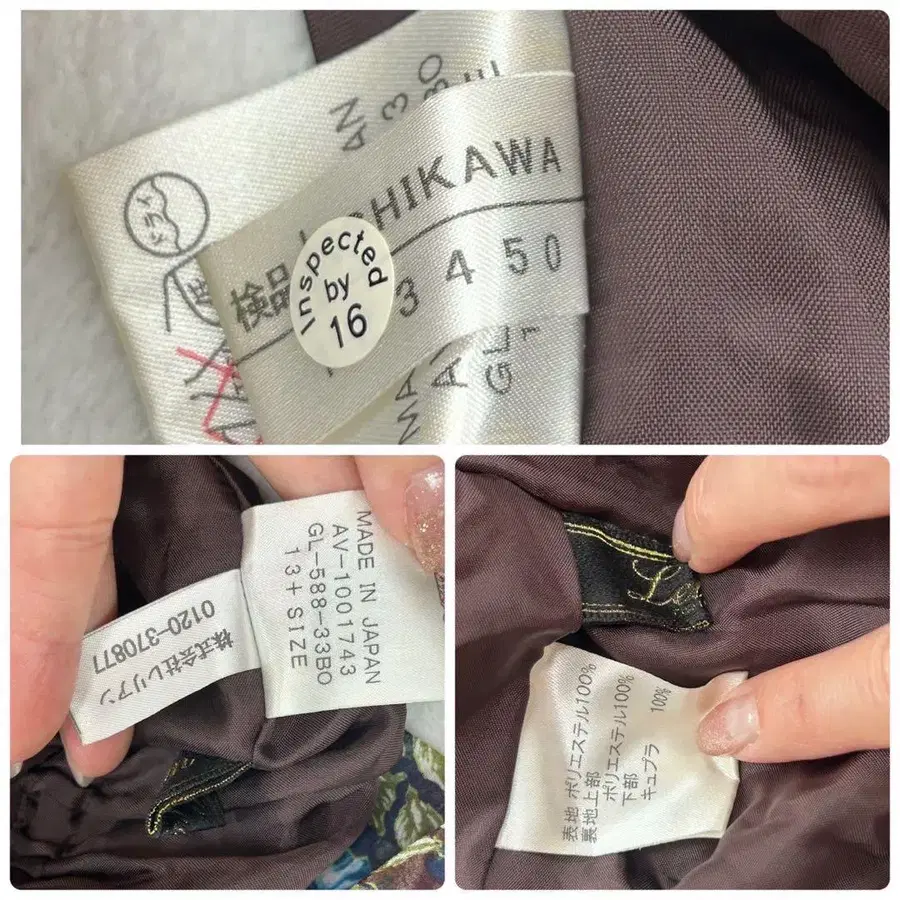 ドライ
検品
ISHIKAWA
3 4 5 0
Inspected
by
16
MADE IN JAPAN
AV-1001743
GL-588-33BO
13+ SIZE
株式会社レリアン
0120-370877
表地 ポリエステル100%
裏地上部
ポリエステル100%
下部
キュプラ 100%